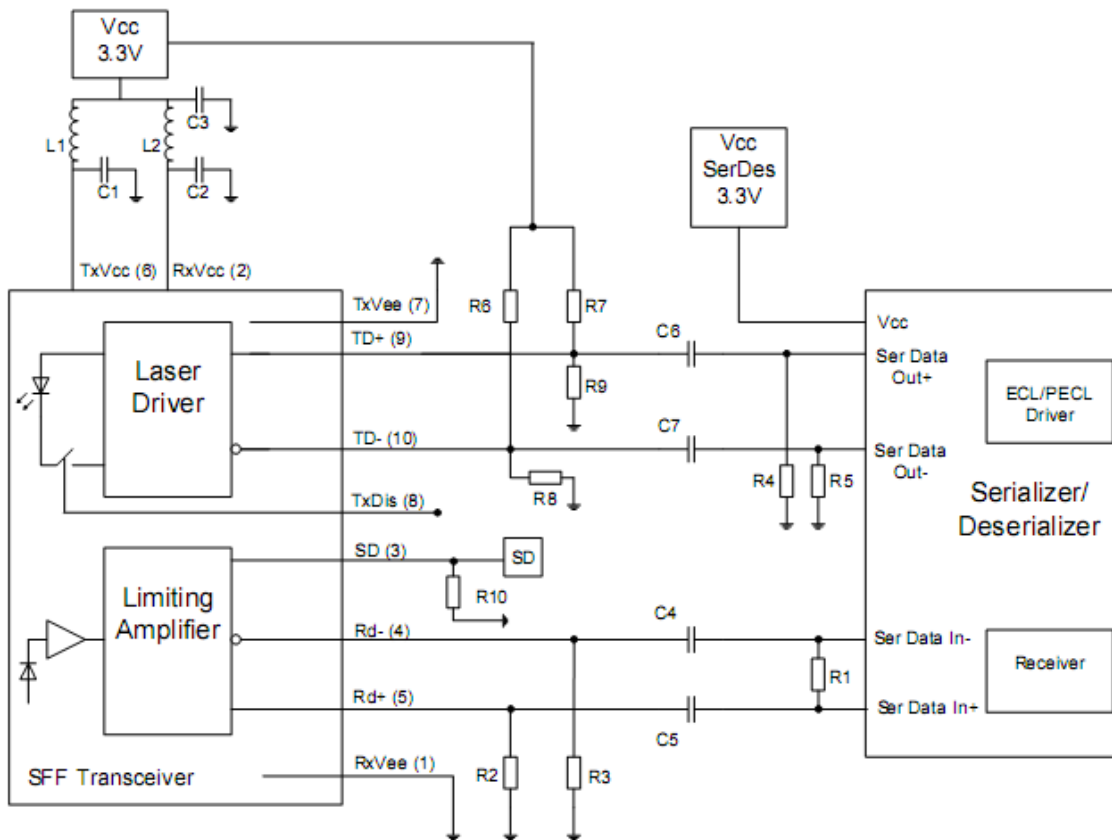 Vcc
3.3V
C3
L1
L2
C1
C2
Vcc
SerDes
3.3V
TxVcc (6)
RxVcc (2)
TxVee (7)
R6
R7
Vcc
C6
TD+ (9)
Ser Data
Out+
Laser
Driver
R9
ECL/PECL
Driver
C7
TD- (10)
Ser Data
Out-
R8
R4
R5
Serializer/
Deserializer
TxDis (8)
SD (3)
SD
R10
Limiting
Amplifier
C4
Rd- (4)
Ser Data In-
R1
Receiver
Rd+ (5)
Ser Data In+
C5
RxVee (1)
R2
R3
SFF Transceiver